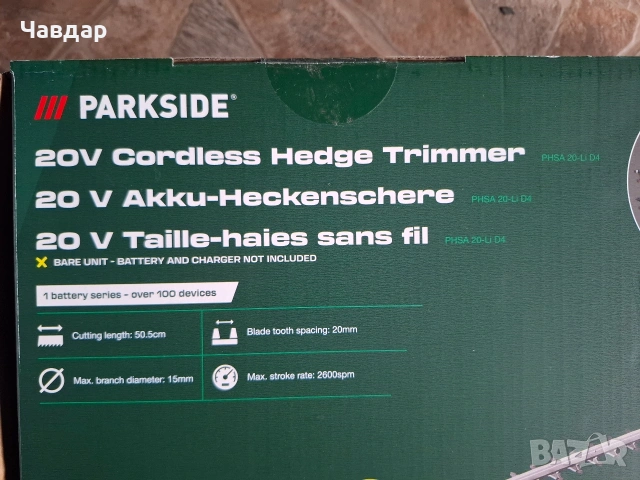 Чавдар
PARKSIDE®
20V Cordless Hedge Trimmer PHSA 20-Li D4
20 V Akku-Heckenschere PHSA 20-Li D4
20 V Taille-haies sans fil PHSA 20-Li D4
X BARE UNIT - BATTERY AND CHARGER NOT INCLUDED
1 battery series - over 100 devices
Cutting length: 50.5cm
Blade tooth spacing: 20mm
Max. branch diameter: 15mm
Max. stroke rate: 2600spm
BAZAR